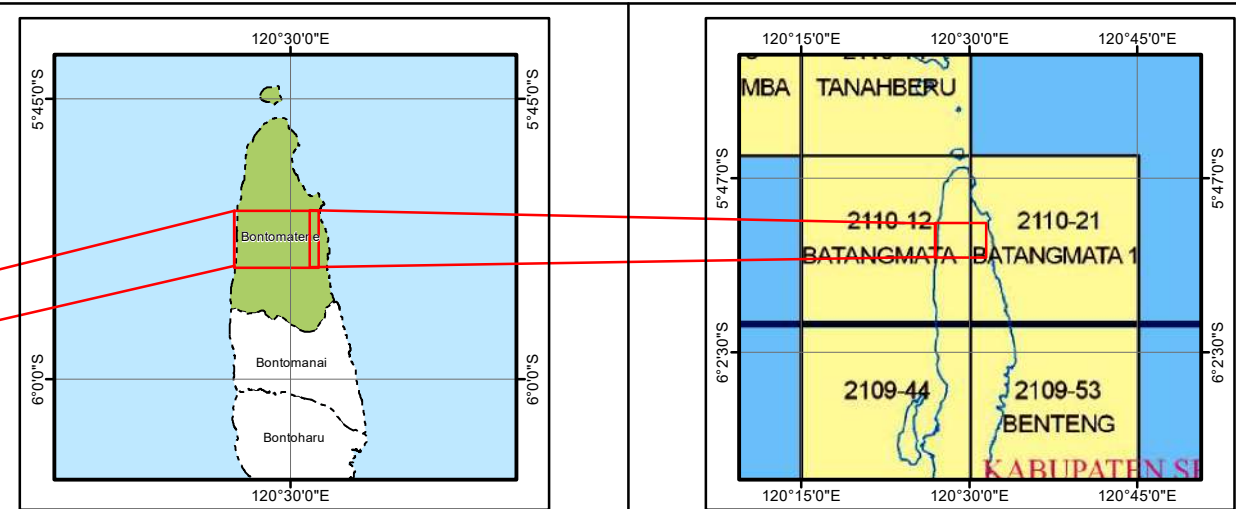 120°30'0"E
5°45'0"S
5°45'0"S
Bontomatene
6°0'0"S
6°0'0"S
Bontomanai
Bontoharu
120°30'0"E
120°15'0"E
120°30'0"E
120°45'0"E
MBA
TANAHBERU
5°47'0"S
5°47'0"S
2110-12
2110-21
BATANGMATA
BATANGMATA 1
6°2'30"S
6°2'30"S
2109-44
2109-53
BENTENG
KABUPATEN SE
120°15'0"E
120°30'0"E
120°45'0"E